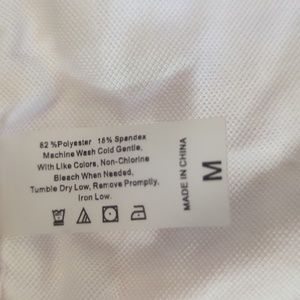 82 %Polyester 18% Spandex
Machine Wash Cold Gentle,
With Like Colors, Non-Chlorine
Bleach When Needed,
Tumble Dry Low, Remove Promptly,
Iron Low.
MADE IN CHINA
M